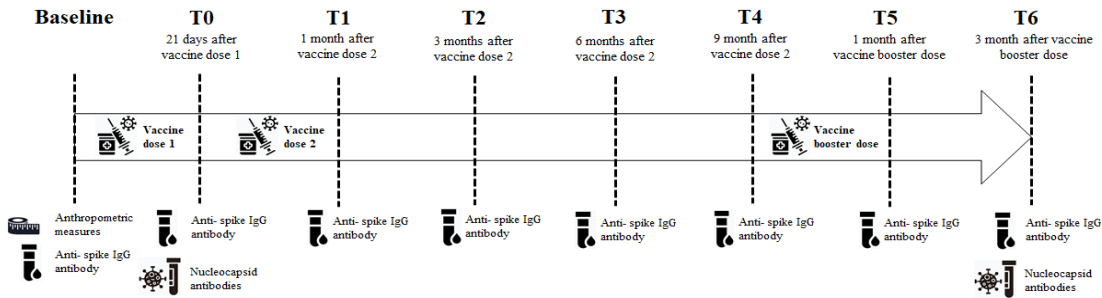 Baseline
T0
T1
T2
T3
T4
T5
T6
21 days after
vaccine dose 1
1 month after
vaccine dose 2
3 months after
vaccine dose 2
6 months after
vaccine dose 2
9 month after
vaccine dose 2
1 month after
vaccine booster dose
3 month after vaccine
booster dose
Vaccine
dose 1
Vaccine
dose 2
Vaccine
booster dose
Anthropometric
measures
Anti- spike IgG
antibody
Anti- spike IgG
antibody
Nucleocapsid
antibodies
Anti- spike IgG
antibody
Anti- spike IgG
antibody
Anti- spike IgG
antibody
Anti- spike IgG
antibody
Anti- spike IgG
antibody
Anti- spike IgG
antibody
Nucleocapsid
antibodies